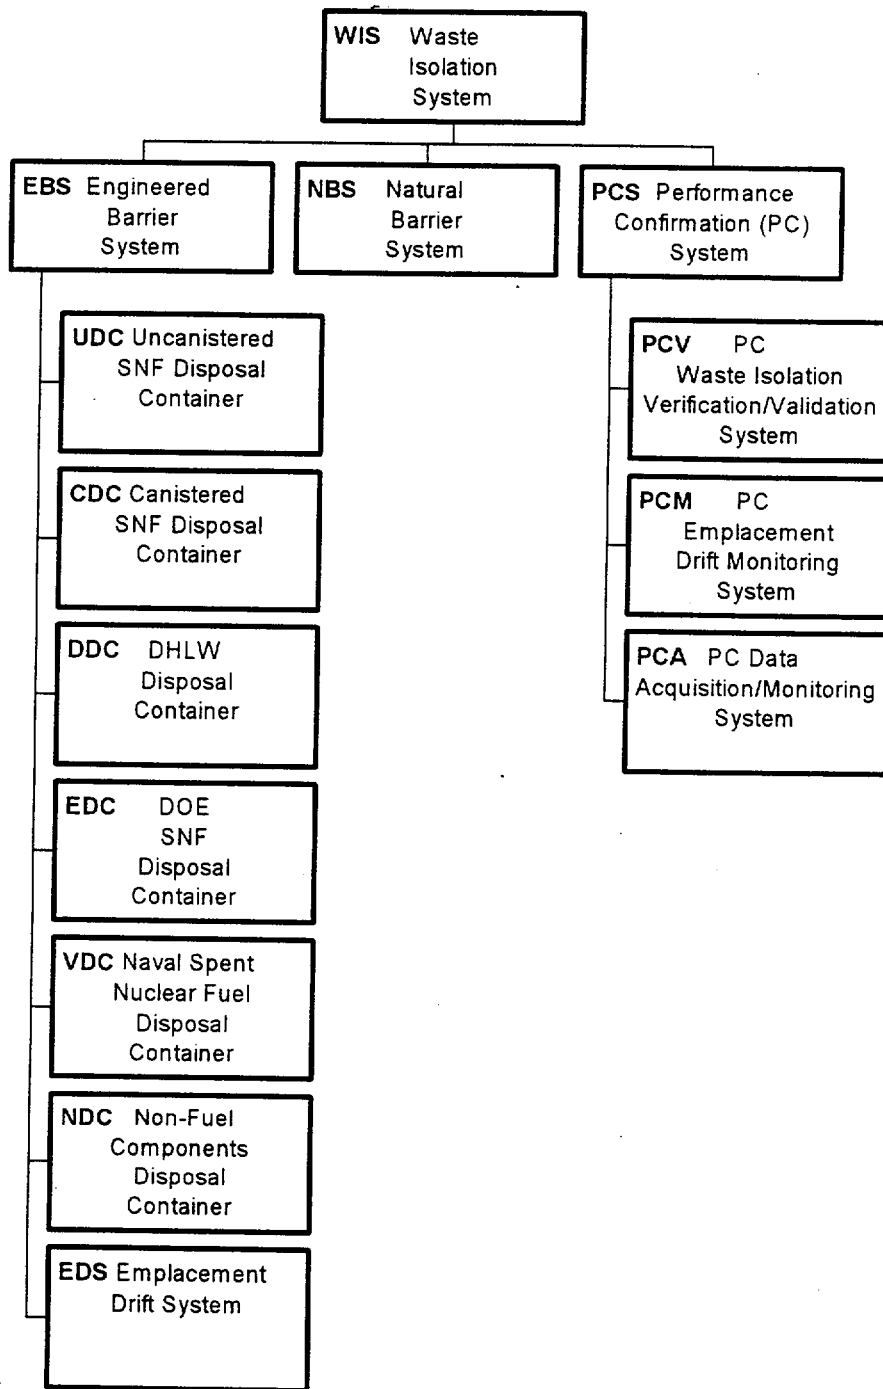 WIS Waste
Isolation
System
EBS Engineered
Barrier
System
NBS Natural
Barrier
System
PCS Performance
Confirmation (PC)
System
UDC Uncanistered
SNF Disposal
Container
CDC Canistered
SNF Disposal
Container
DDC DHLW
Disposal
Container
EDC DOE
SNF
Disposal
Container
VDC Naval Spent
Nuclear Fuel
Disposal
Container
NDC Non-Fuel
Components
Disposal
Container
EDS Emplacement
Drift System
PCV PC
Waste Isolation
Verification/Validation
System
PCM PC
Emplacement
Drift Monitoring
System
PCA PC Data
Acquisition/Monitoring
System